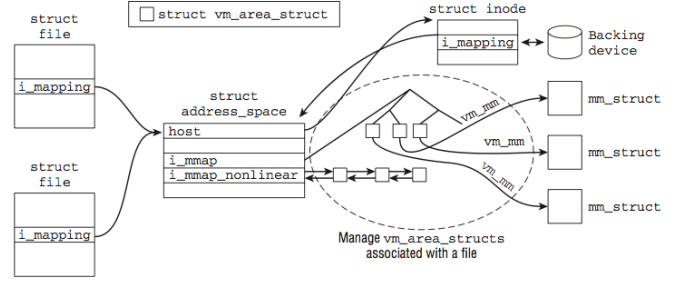 struct
file
i_mapping
struct
file
i_mapping
struct vm_area_struct
struct
address_space
host
i_mmap
i_mmap_nonlinear
struct inode
i_mapping
Backing
device
vm_mm
mm_struct
vm_mm
mm_struct
vm_mm
mm_struct
Manage vm_area_structs
associated with a file